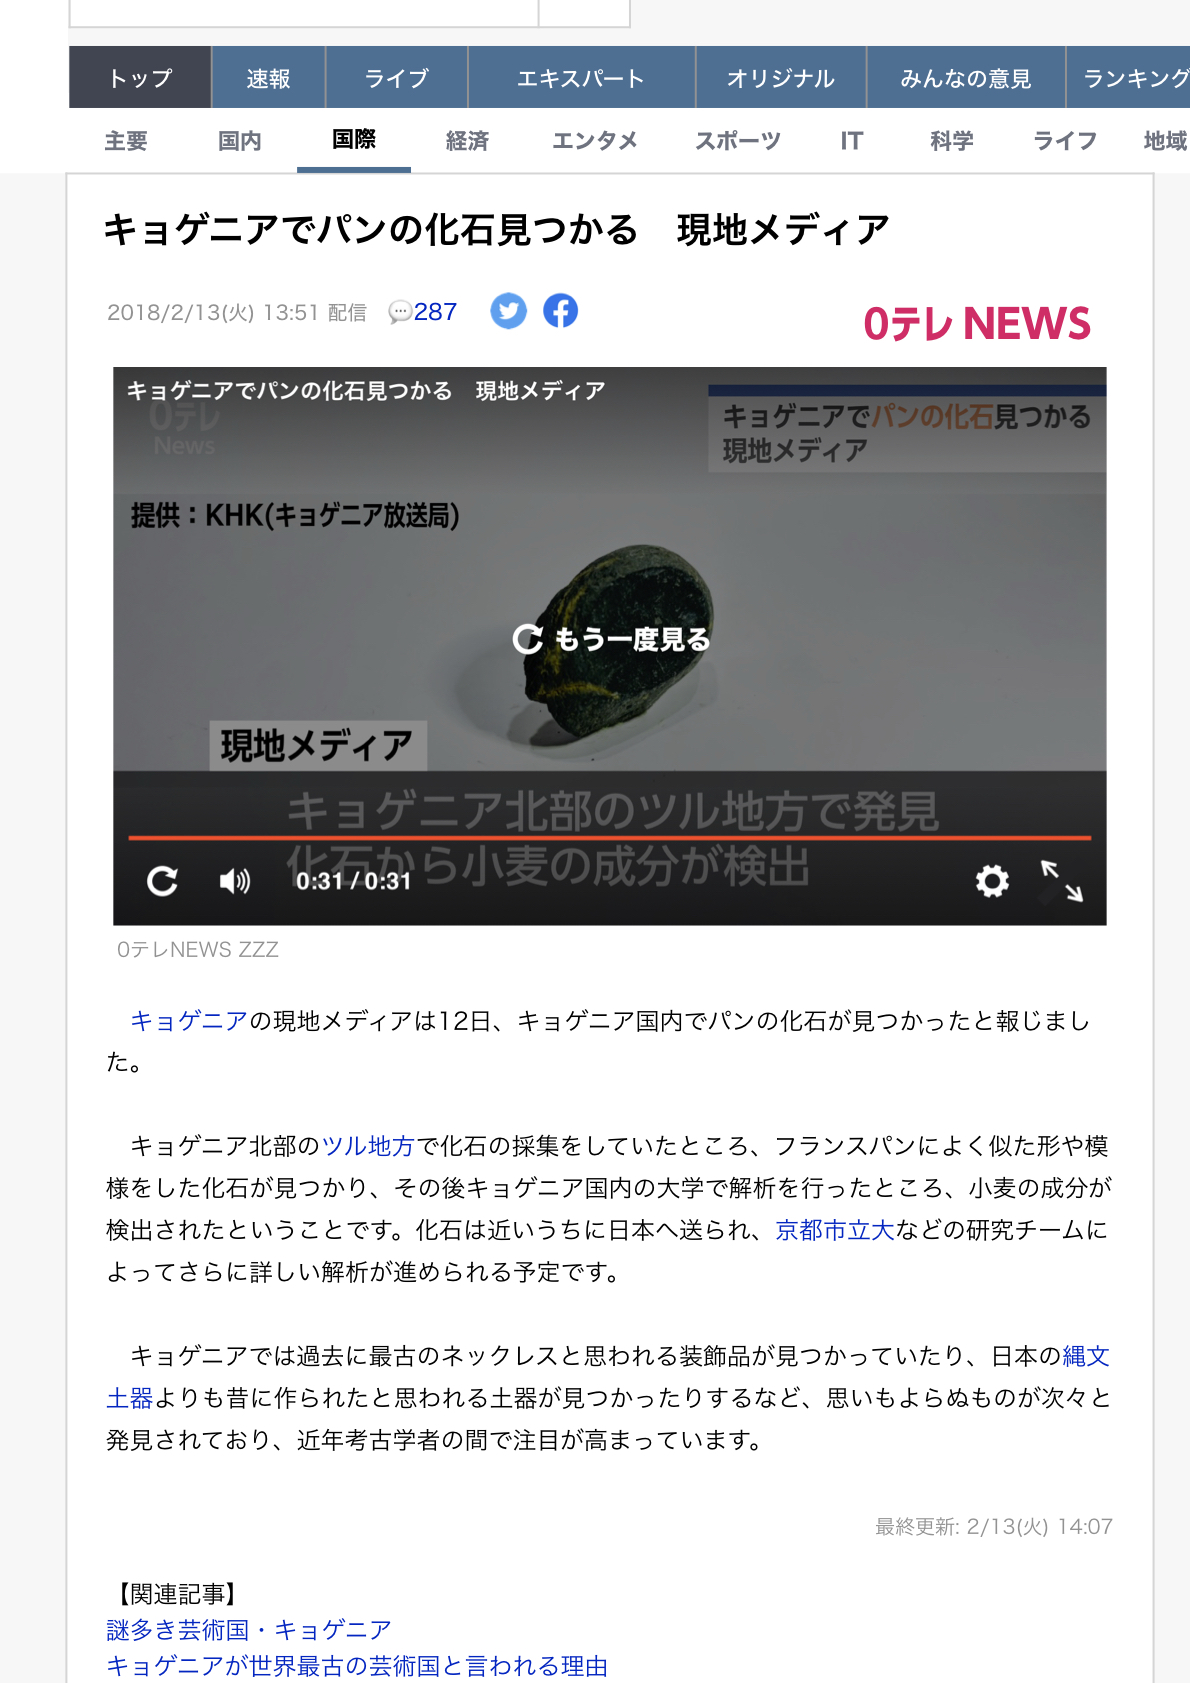 トップ 速報 ライブ エキスパート オリジナル みんなの意見 ランキング
主要 国内 国際 経済 エンタメ スポーツ IT 科学 ライフ 地域
キョゲニアでパンの化石見つかる　現地メディア
2018/2/13(火) 13:51 配信 287
0テレ NEWS
キョゲニアでパンの化石見つかる　現地メディア
0テレ
News
キョゲニアでパンの化石見つかる
現地メディア
提供：KHK(キョゲニア放送局)
もう一度見る
現地メディア
キョゲニア北部のツル地方で発見
化石から小麦の成分が検出
0:31 / 0:31
0テレNEWS ZZZ
キョゲニアの現地メディアは12日、キョゲニア国内でパンの化石が見つかったと報じまし
た。
キョゲニア北部のツル地方で化石の採集をしていたところ、フランスパンによく似た形や模
様をした化石が見つかり、その後キョゲニア国内の大学で解析を行ったところ、小麦の成分が
検出されたということです。化石は近いうちに日本へ送られ、京都市立大などの研究チームに
よってさらに詳しい解析が進められる予定です。
キョゲニアでは過去に最古のネックレスと思われる装飾品が見つかっていたり、日本の縄文
土器よりも昔に作られたと思われる土器が見つかったりするなど、思いもよらぬものが次々と
発見されており、近年考古学者の間で注目が高まっています。
最終更新: 2/13(火) 14:07
【関連記事】
謎多き芸術国・キョゲニア
キョゲニアが世界最古の芸術国と言われる理由